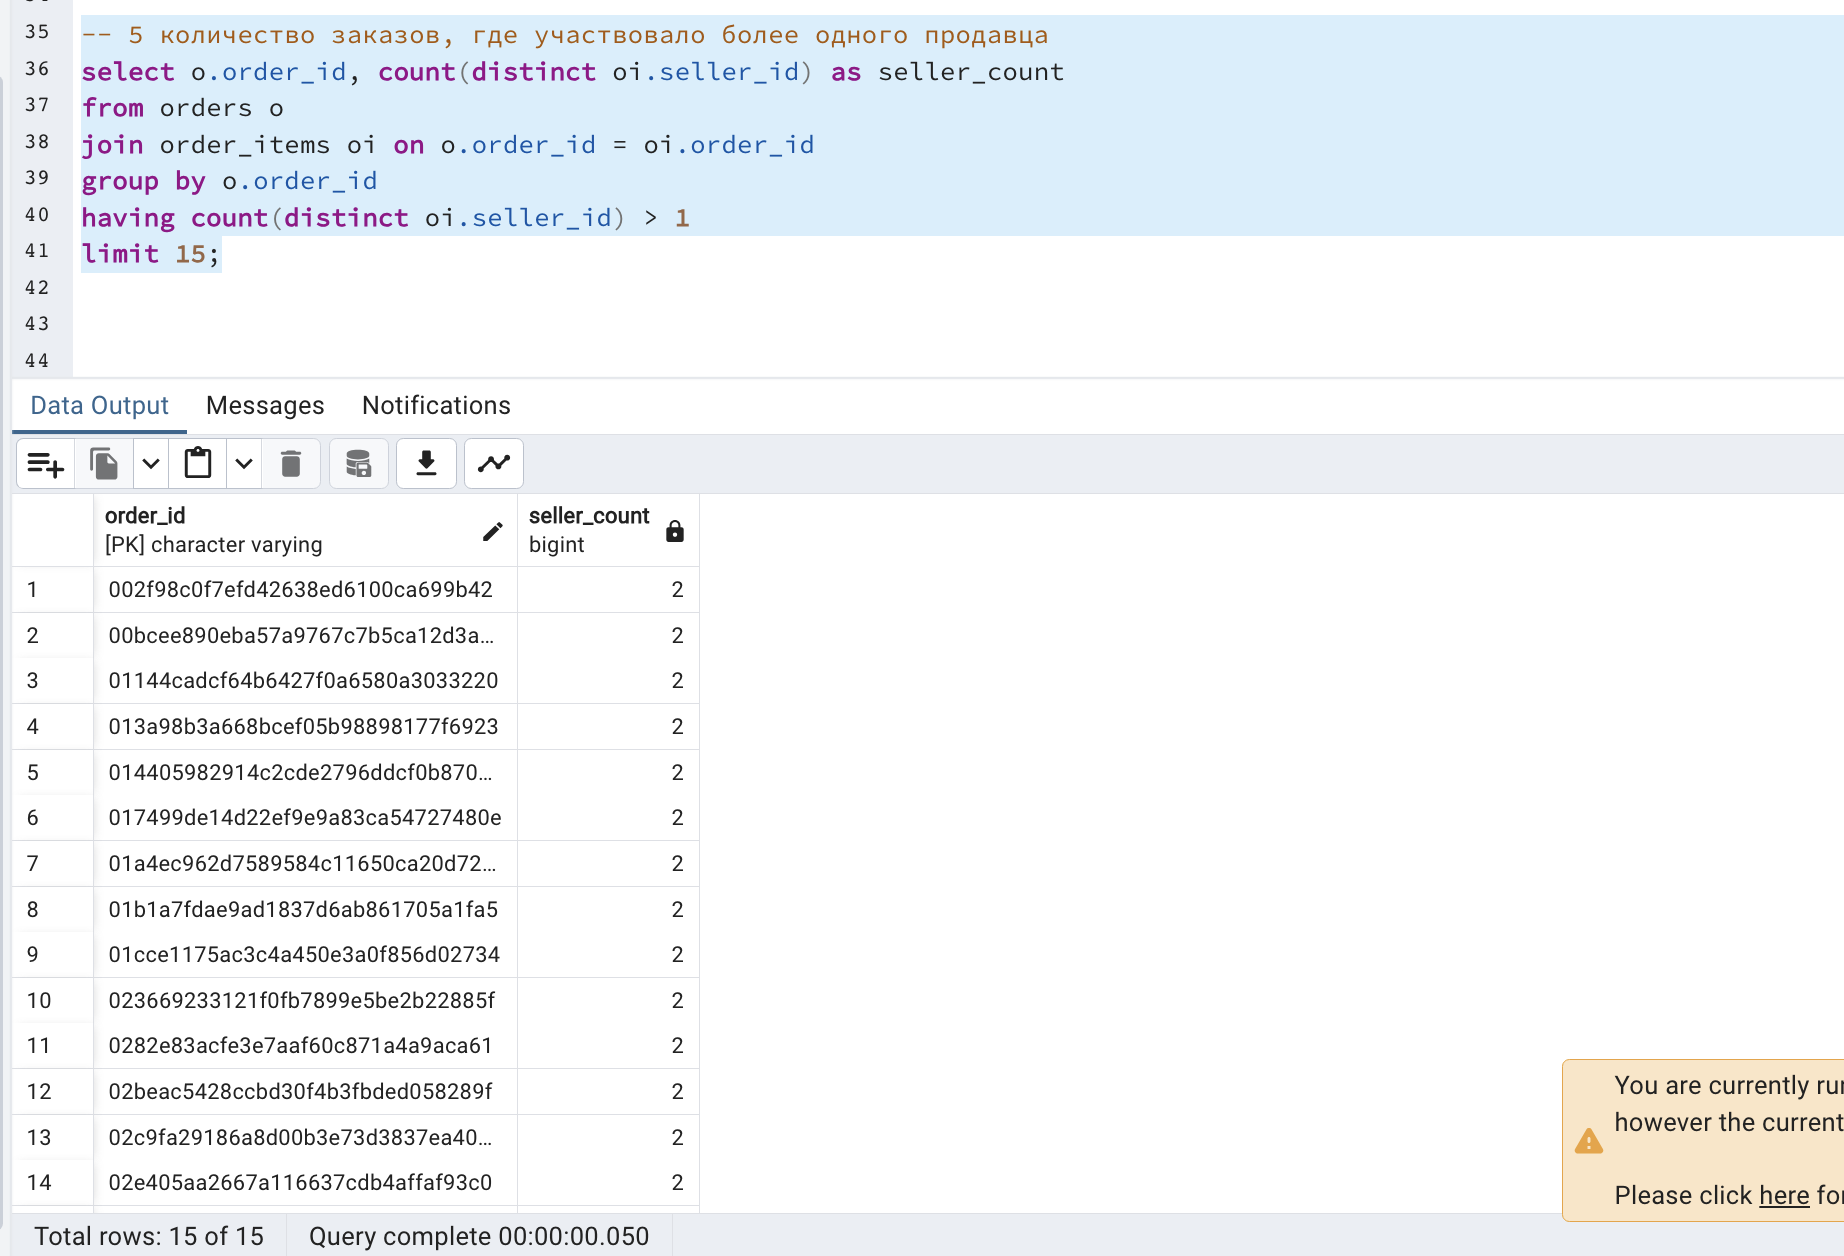 35 -- 5 количество заказов, где участвовало более одного продавца
36 select o.order_id, count(distinct oi.seller_id) as seller_count
37 from orders o
38 join order_items oi on o.order_id = oi.order_id
39 group by o.order_id
40 having count(distinct oi.seller_id) > 1
41 limit 15;
42
43
44
Data Output Messages Notifications
order_id seller_count
[PK] character varying bigint
1 002f98c0f7efd42638ed6100ca699b42 2
2 00bcee890eba57a9767c7b5ca12d3a... 2
3 01144cadcf64b6427f0a6580a3033220 2
4 013a98b3a668bcef05b98898177f6923 2
5 014405982914c2cde2796ddcf0b870... 2
6 017499de14d22ef9e9a83ca54727480e 2
7 01a4ec962d7589584c11650ca20d72... 2
8 01b1a7fdae9ad1837d6ab861705a1fa5 2
9 01cce1175ac3c4a450e3a0f856d02734 2
10 023669233121f0fb7899e5be2b22885f 2
11 0282e83acfe3e7aaf60c871a4a9aca61 2
12 02beac5428ccbd30f4b3fbded058289f 2
13 02c9fa29186a8d00b3e73d3837ea40... 2
14 02e405aa2667a116637cdb4affaf93c0 2
You are currently
however the current
Please click here
Total rows: 15 of 15 Query complete 00:00:00.050